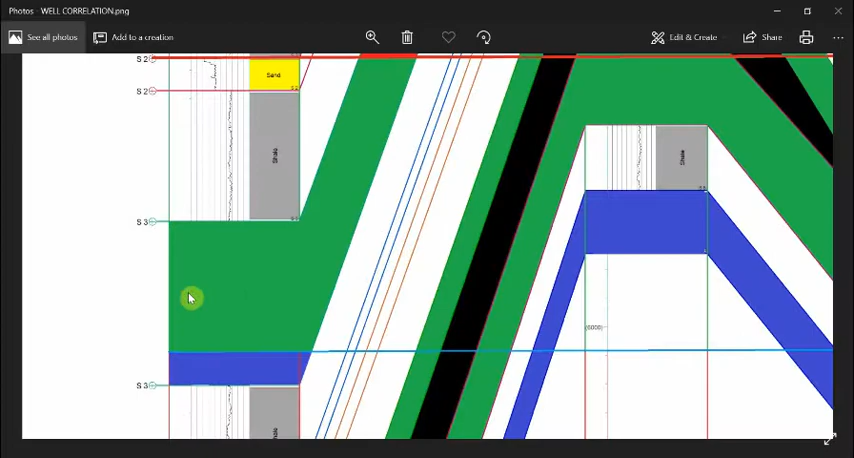 Photos - WELL CORRELATION.png
See all photos
Add to a creation
Edit & Create
Share
S 2
Sand
S 2
Shale
Shale
S 3
(6000)
S 3